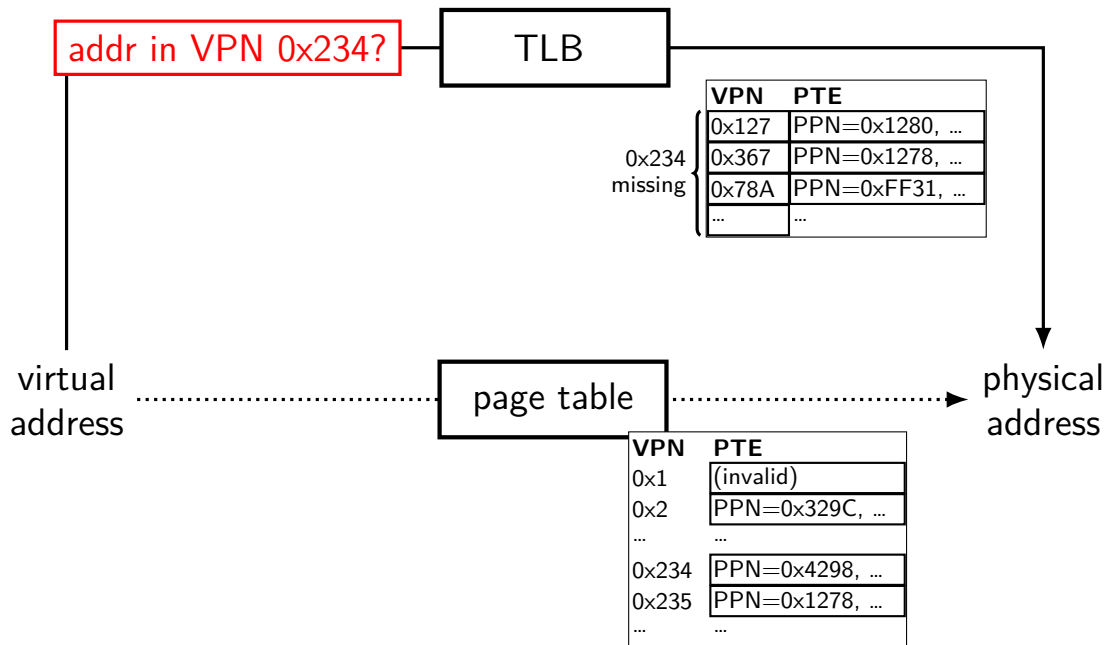 addr in VPN 0x234?
TLB
VPN PTE
0x127 PPN=0x1280, ...
0x367 PPN=0x1278, ...
0x78A PPN=0xFF31, ...
... ...
0x234
missing
virtual
address
page table
physical
address
VPN PTE
0x1 (invalid)
0x2 PPN=0x329C, ...
... ...
0x234 PPN=0x4298, ...
0x235 PPN=0x1278, ...
... ...